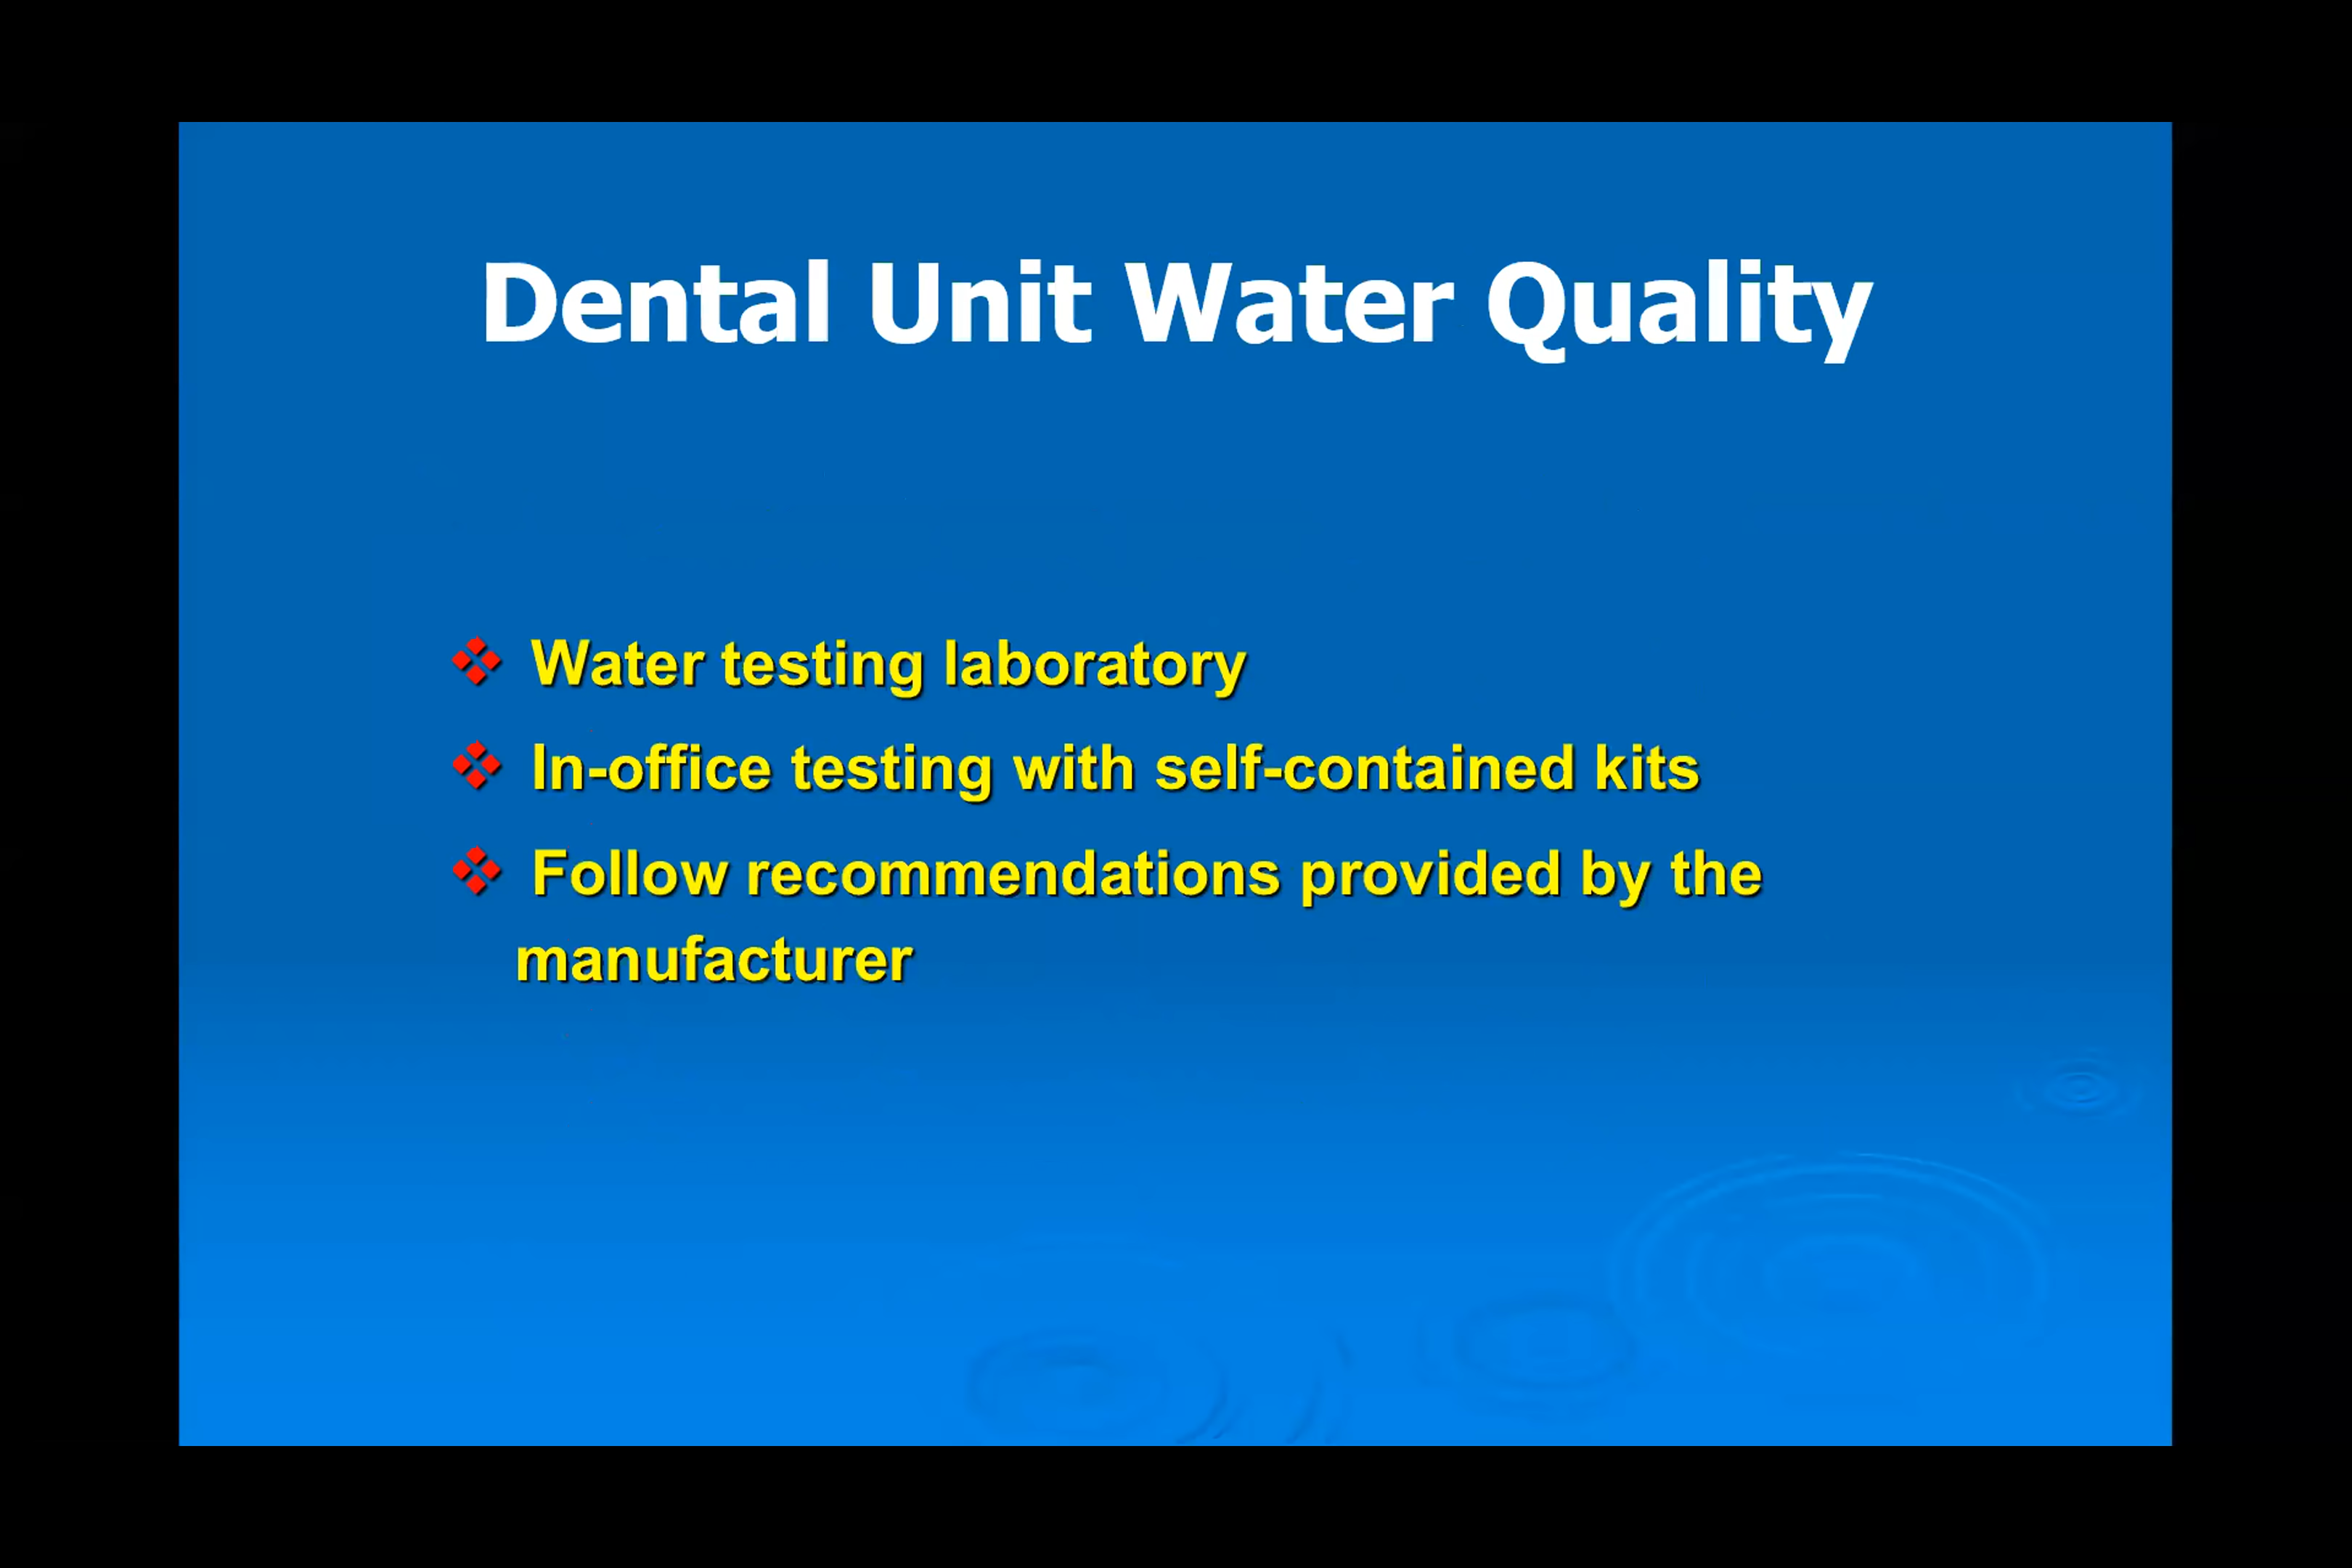 Dental Unit Water Quality
Water testing laboratory
In-office testing with self-contained kits
Follow recommendations provided by the
manufacturer